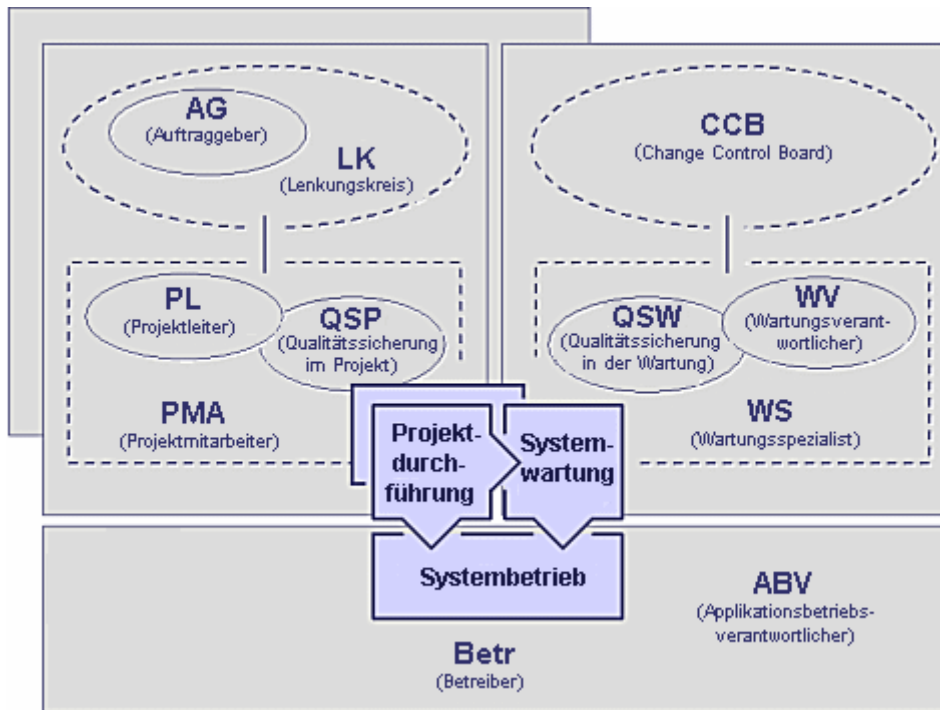 AG
(Auftraggeber)
LK
(Lenkungskreis)
CCB
(Change Control Board)
PL
(Projektleiter)
QSP
(Qualitätssicherung
im Projekt)
PMA
(Projektmitarbeiter)
QSW
(Qualitätssicherung
in der Wartung)
WV
(Wartungsverant-
wortlicher)
WS
(Wartungsspezialist)
Projekt-
durch-
führung
System-
wartung
Systembetrieb
ABV
(Applikationsbetriebs-
verantwortlicher)
Betr
(Betreiber)